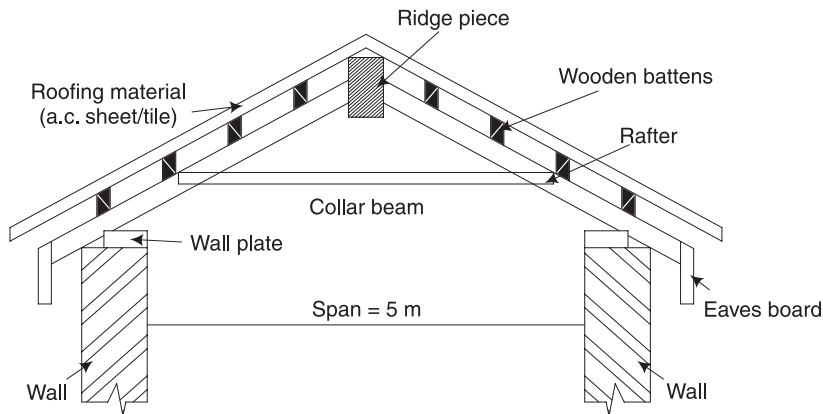 Ridge piece
Wooden battens
Roofing material
(a.c. sheet/tile)
Rafter
Collar beam
Wall plate
Span = 5 m
Eaves board
Wall
Wall